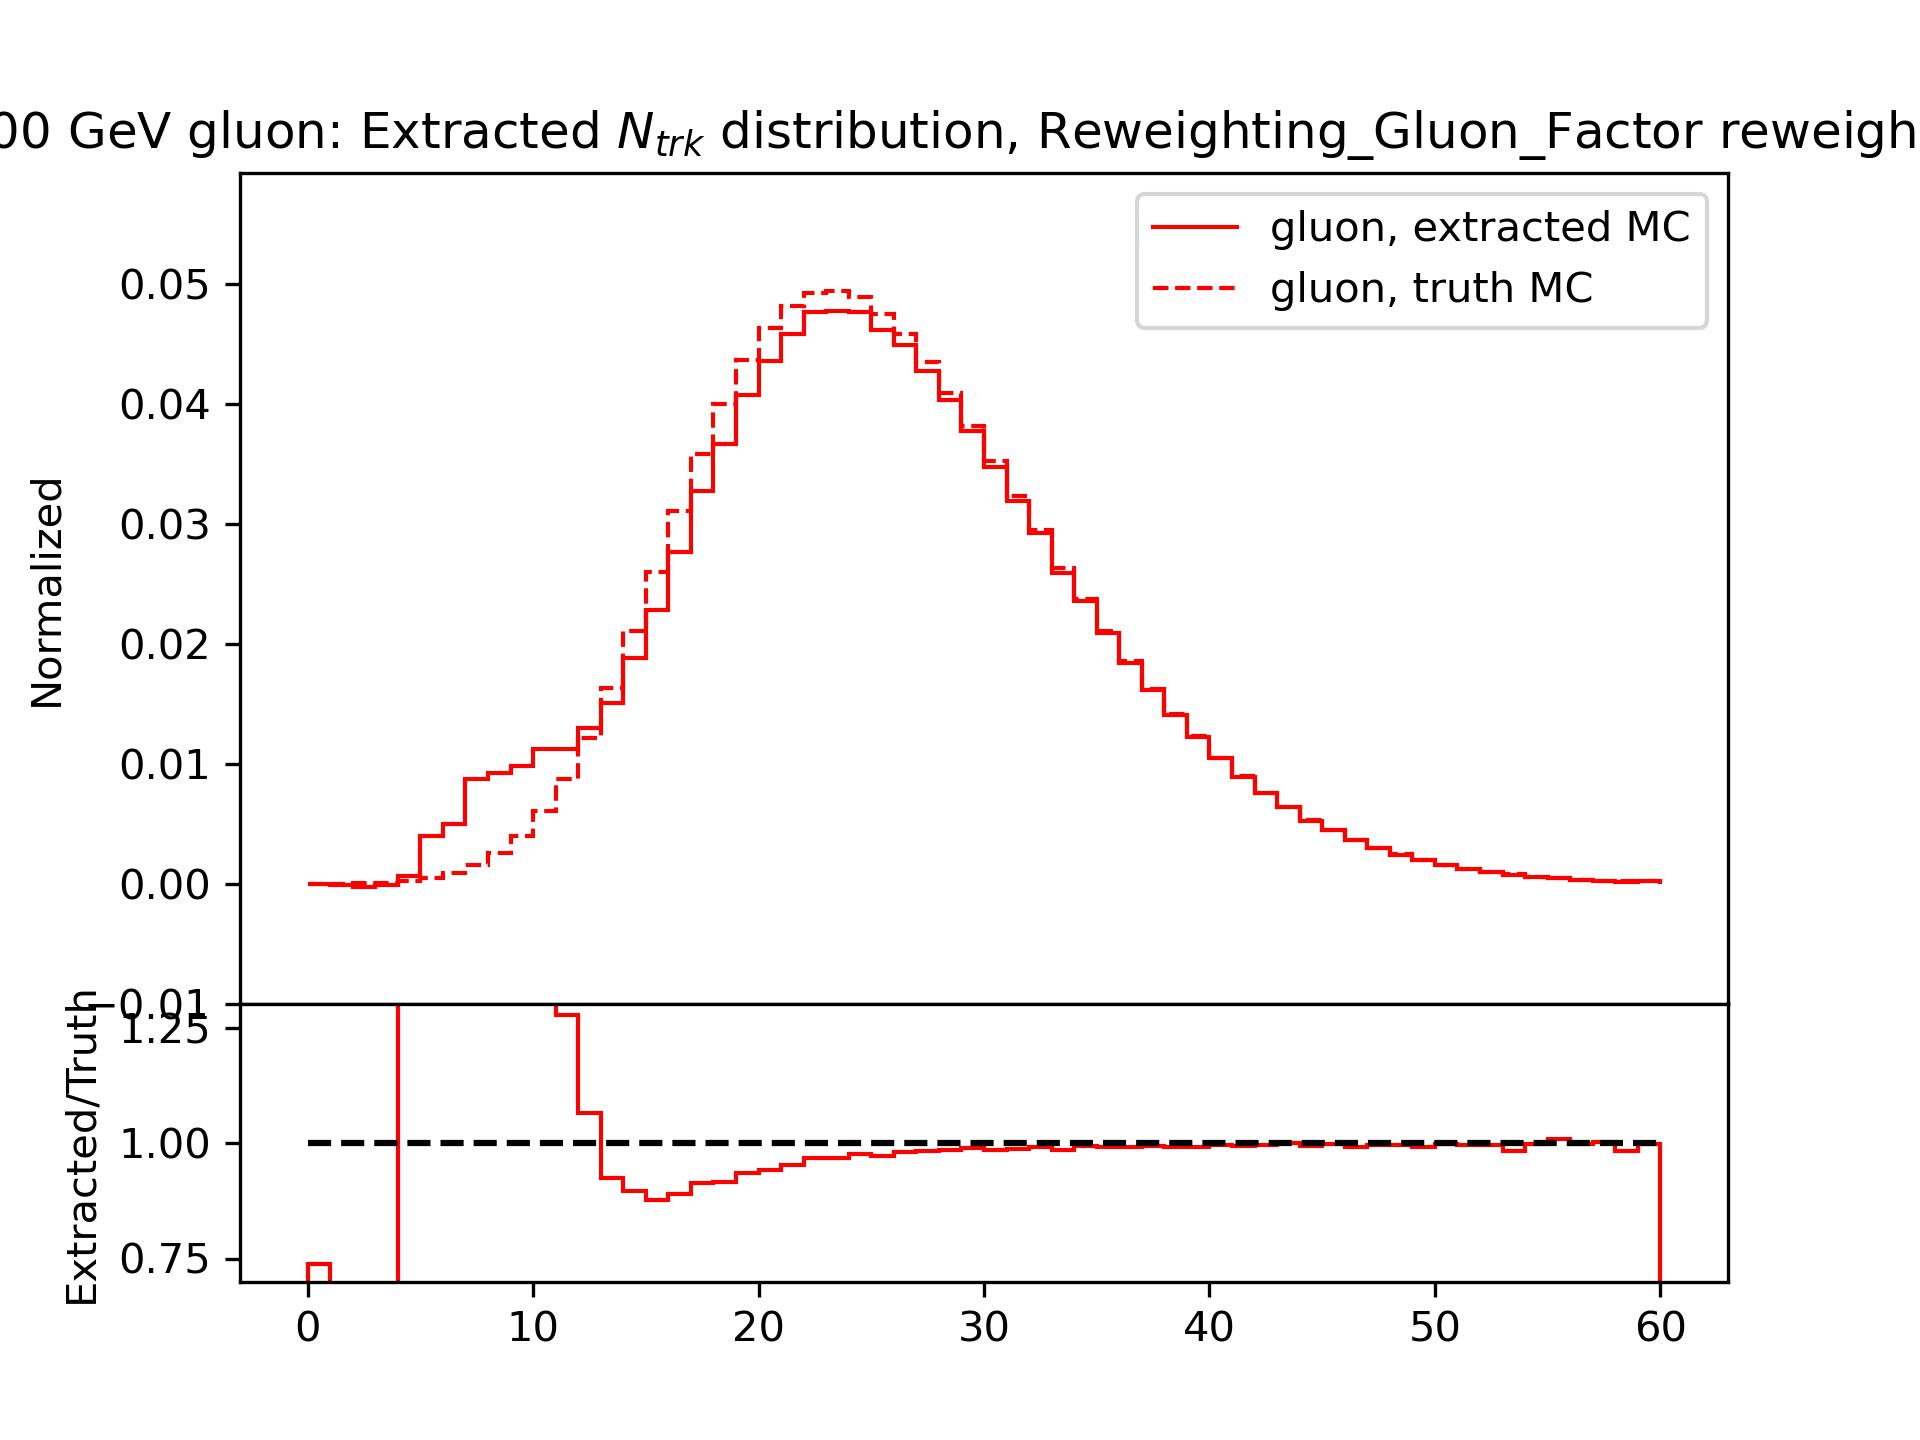 00 GeV gluon: Extracted N_trk distribution, Reweighting_Gluon_Factor reweigh
gluon, extracted MC
gluon, truth MC
Normalized
0.05
0.04
0.03
0.02
0.01
0.00
−0.01
Extracted/Truth
1.25
1.00
0.75
0 10 20 30 40 50 60